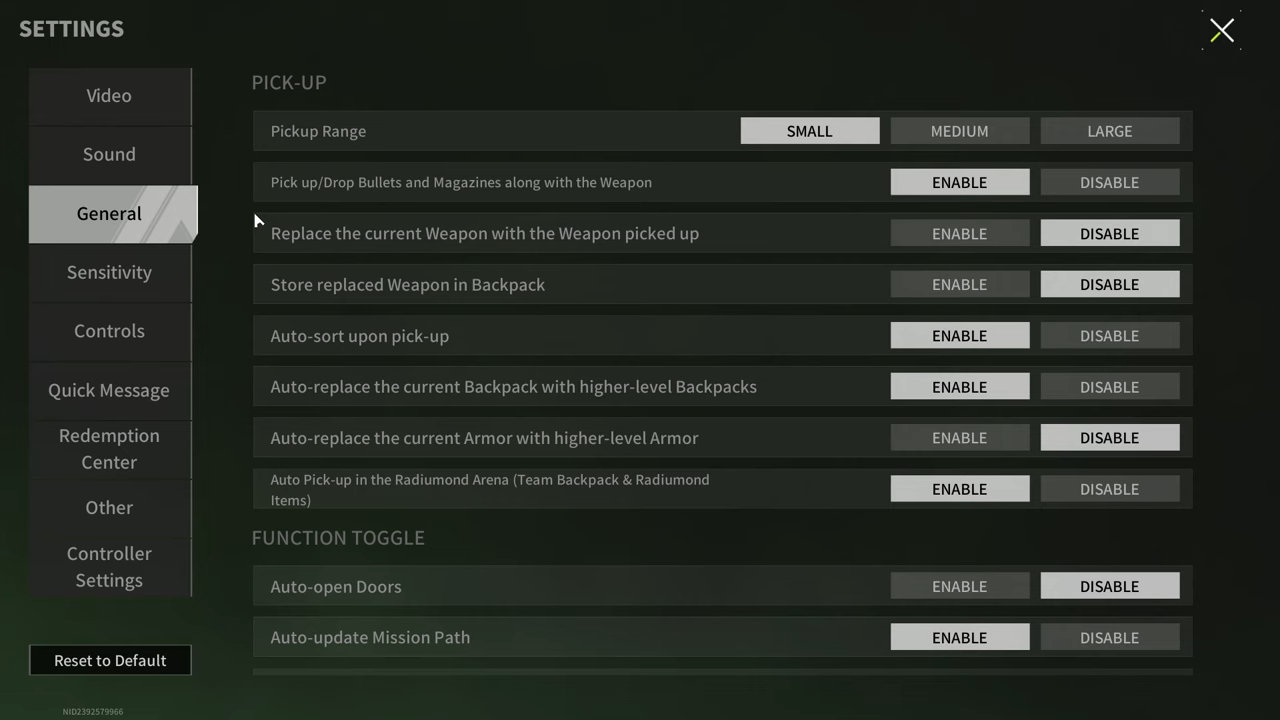 SETTINGS
Video
Sound
General
Sensitivity
Controls
Quick Message
Redemption
Center
Other
Controller
Settings
Reset to Default
NID2392579966
PICK-UP
Pickup Range SMALL MEDIUM LARGE
Pick up/Drop Bullets and Magazines along with the Weapon ENABLE DISABLE
Replace the current Weapon with the Weapon picked up ENABLE DISABLE
Store replaced Weapon in Backpack ENABLE DISABLE
Auto-sort upon pick-up ENABLE DISABLE
Auto-replace the current Backpack with higher-level Backpacks ENABLE DISABLE
Auto-replace the current Armor with higher-level Armor ENABLE DISABLE
Auto Pick-up in the Radiumond Arena (Team Backpack & Radiumond
Items) ENABLE DISABLE
FUNCTION TOGGLE
Auto-open Doors ENABLE DISABLE
Auto-update Mission Path ENABLE DISABLE